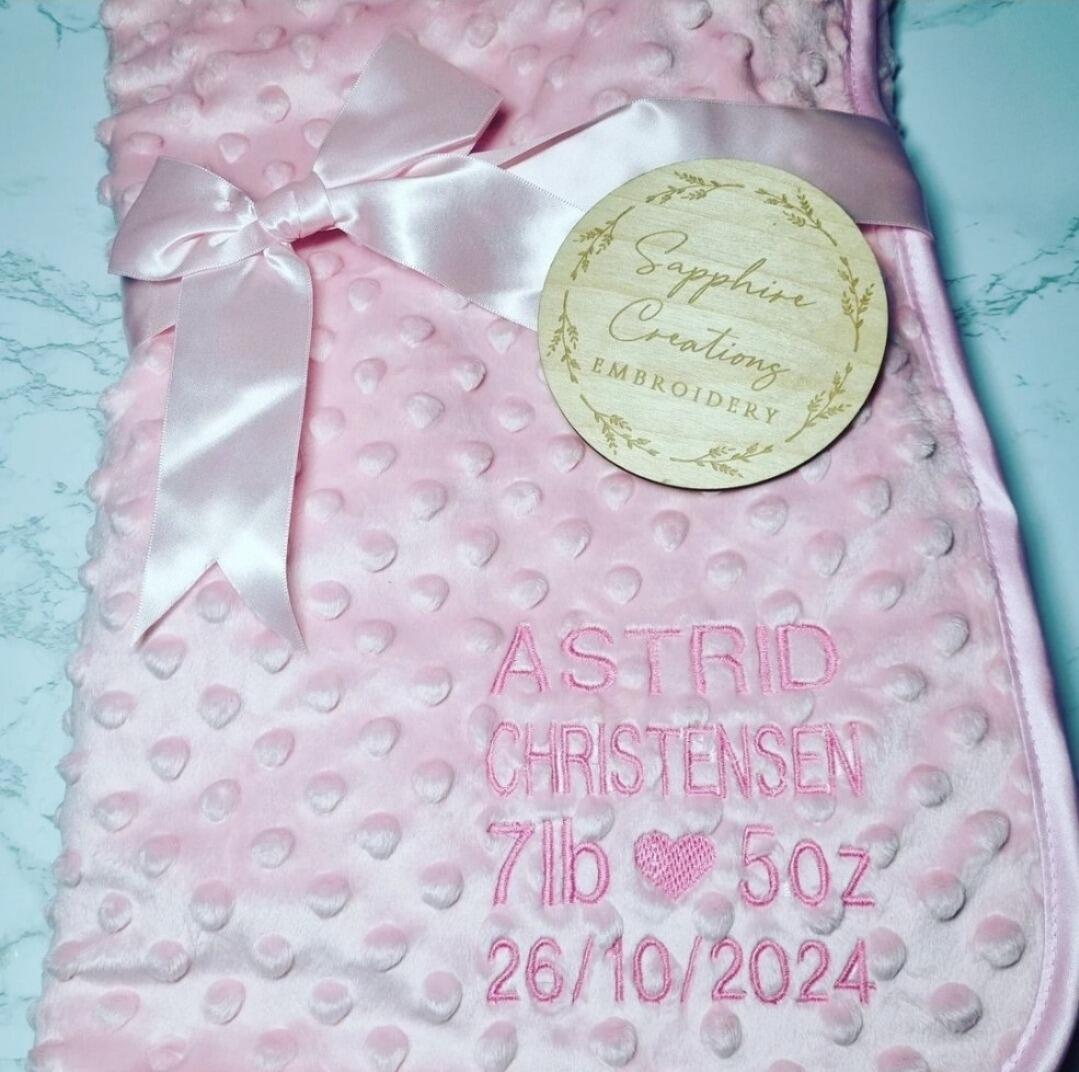 Sapphire
Creations
EMBROIDERY
ASTRID
CHRISTENSEN
7lb ♥ 5oz
26/10/2024